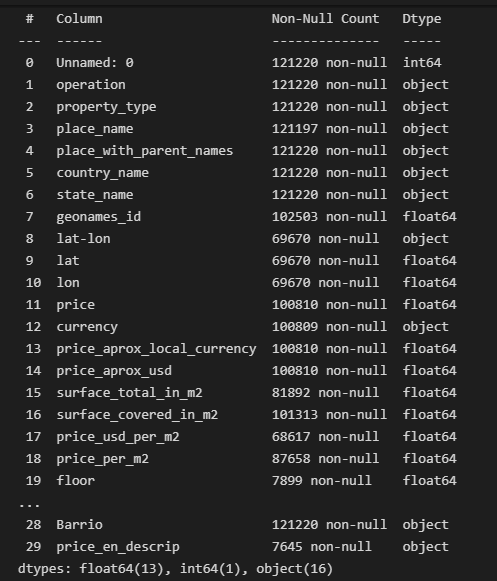 #   Column                      Non-Null Count   Dtype
---  ------                      --------------   -----
0   Unnamed: 0                  121220 non-null  int64
1   operation                   121220 non-null  object
2   property_type               121220 non-null  object
3   place_name                  121197 non-null  object
4   place_with_parent_names     121220 non-null  object
5   country_name                121220 non-null  object
6   state_name                  121220 non-null  object
7   geonames_id                 102503 non-null  float64
8   lat-lon                     69670 non-null   object
9   lat                         69670 non-null   float64
10  lon                         69670 non-null   float64
11  price                       100810 non-null  float64
12  currency                    100809 non-null  object
13  price_aprox_local_currency  100810 non-null  float64
14  price_aprox_usd             100810 non-null  float64
15  surface_total_in_m2         81892 non-null   float64
16  surface_covered_in_m2       101313 non-null  float64
17  price_usd_per_m2            68617 non-null   float64
18  price_per_m2                87658 non-null   float64
19  floor                       7899 non-null    float64
...
28  Barrio                      121220 non-null  object
29  price_en_descrip            7645 non-null    object
dtypes: float64(13), int64(1), object(16)